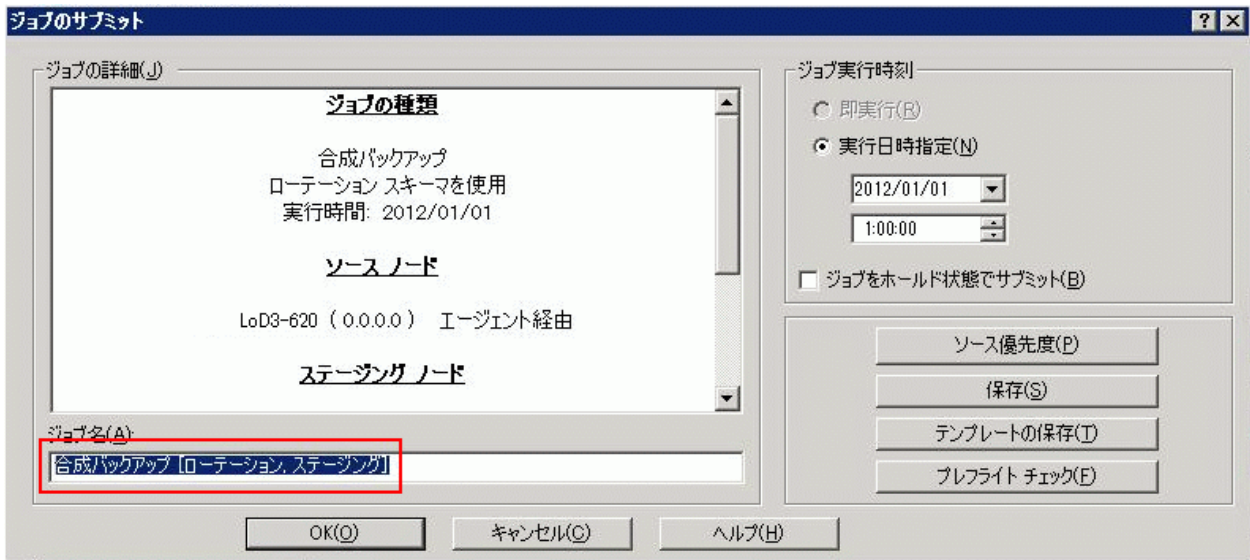 ジョブのサブミット
ジョブの詳細(J)
ジョブの種類
合成バックアップ
ローテーション スキーマを使用
実行時間: 2012/01/01
ソース ノード
LoD3-620 ( 0.0.0.0 ) エージェント経由
ステージング ノード
ジョブ名(A):
合成バックアップ [ローテーション, ステージング]
ジョブ実行時刻
即実行(R)
実行日時指定(N)
2012/01/01
1:00:00
ジョブをホールド状態でサブミット(B)
ソース優先度(P)
保存(S)
テンプレートの保存(T)
プレフライト チェック(F)
OK(O)
キャンセル(C)
ヘルプ(H)